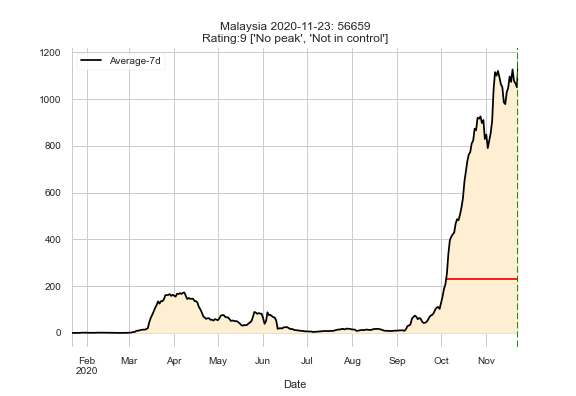 Malaysia 2020-11-23: 56659
Rating:9 ['No peak', 'Not in control']
Average-7d
1200
1000
800
600
400
200
0
Feb Mar Apr May Jun Jul Aug Sep Oct Nov
2020
Date